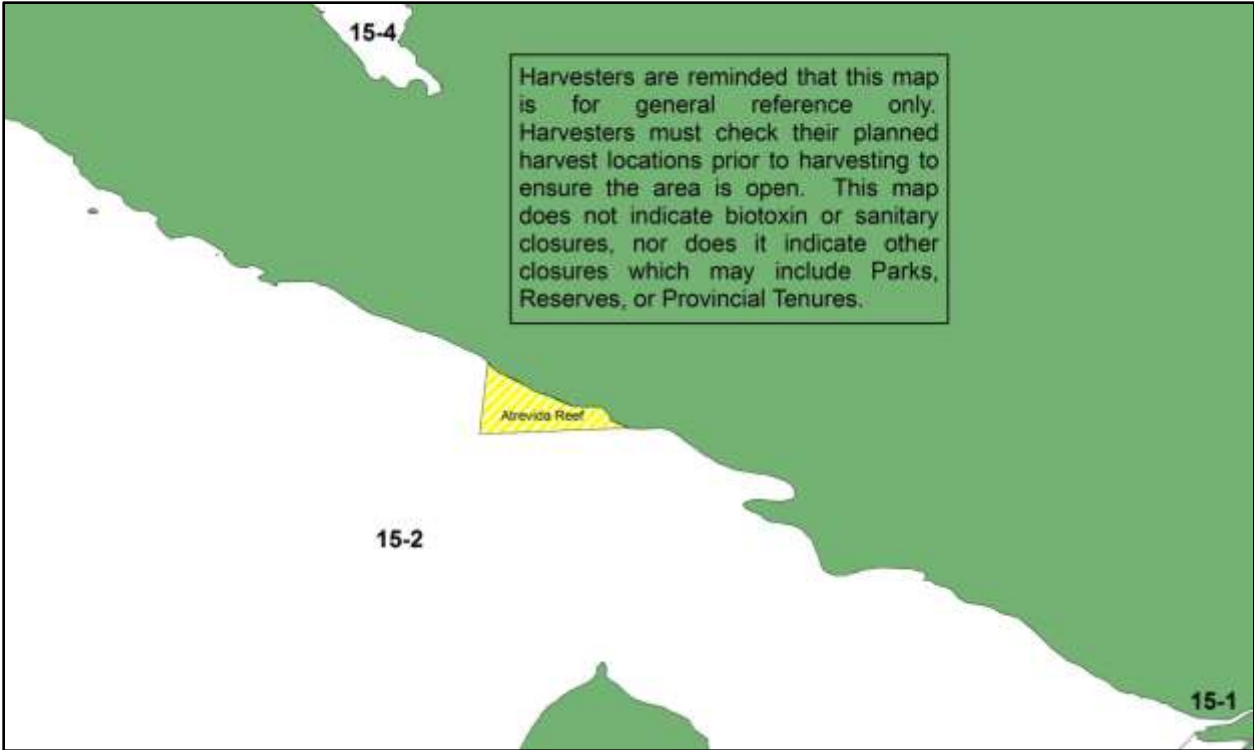 15-4
Harvesters are reminded that this map
is for general reference only.
Harvesters must check their planned
harvest locations prior to harvesting to
ensure the area is open. This map
does not indicate biotoxin or sanitary
closures, nor does it indicate other
closures which may include Parks,
Reserves, or Provincial Tenures.
Atrevida Reef
15-2
15-1